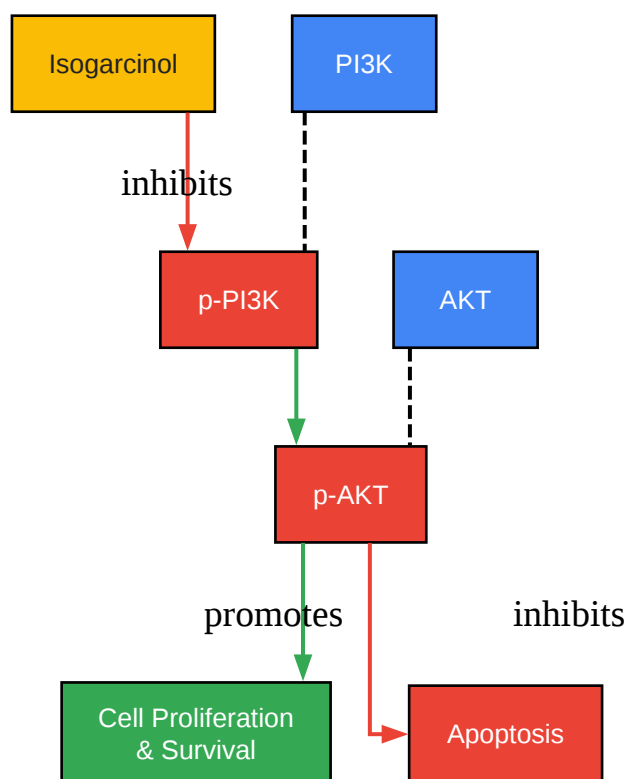 Isogarcinol
PI3K
inhibits
p-PI3K
AKT
p-AKT
promotes
inhibits
Cell Proliferation
& Survival
Apoptosis